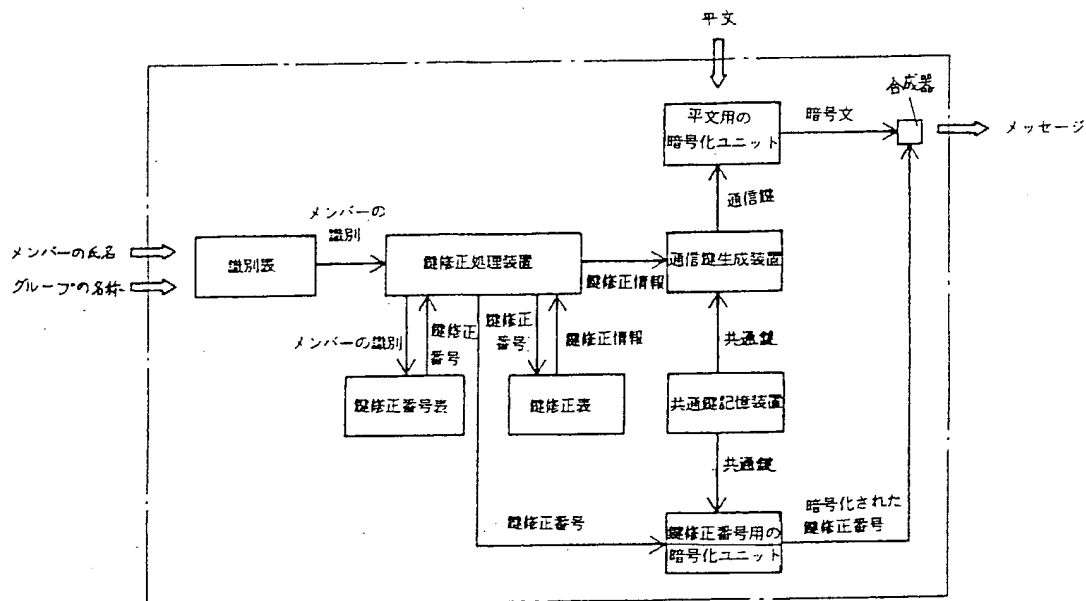 平文
合成器
平文用の
暗号化ユニット
暗号文
メッセージ
通信鍵
メンバーの
識別
メンバーの氏名
グループの名称
識別表
鍵修正処理装置
鍵修正情報
通信鍵生成装置
メンバーの識別
鍵修正
番号
鍵修正
番号
鍵修正情報
共通鍵
鍵修正番号表
鍵修正表
共通鍵記憶装置
共通鍵
鍵修正番号
鍵修正番号用の
暗号化ユニット
暗号化された
鍵修正番号